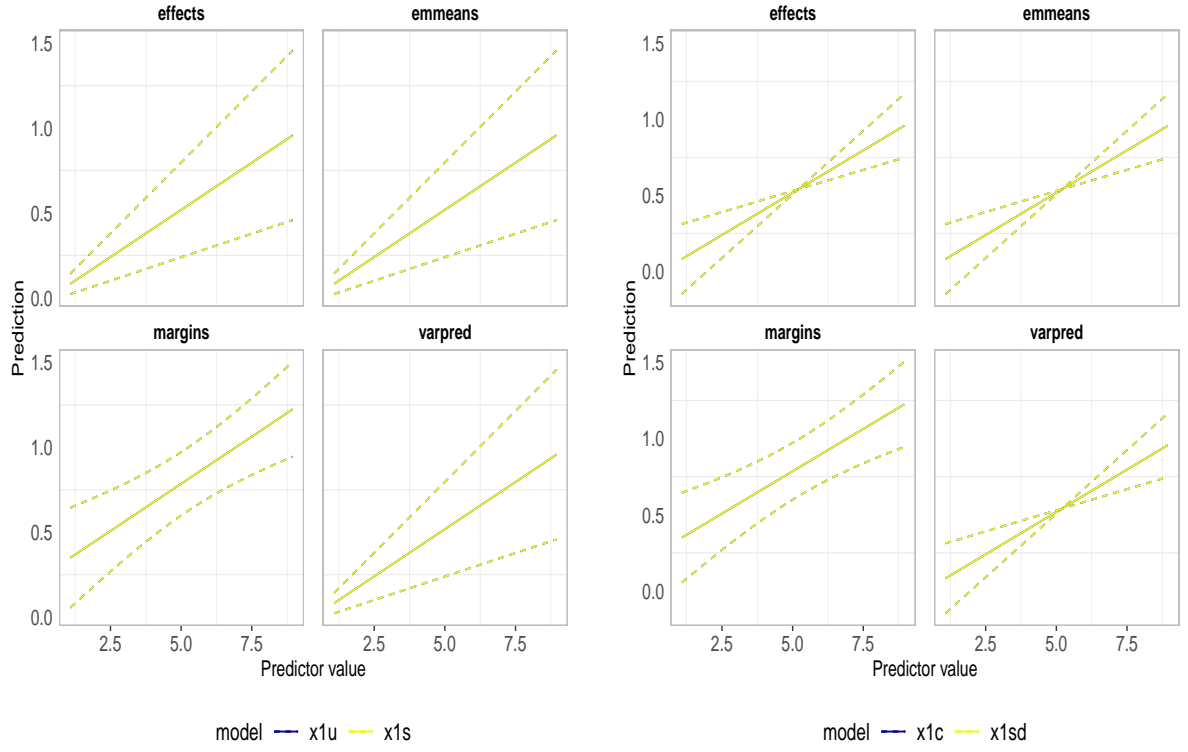 effects
emmeans
effects
emmeans
1.5
1.0
0.5
0.0
1.5
1.0
0.5
0.0
Prediction
Prediction
margins
varpred
margins
varpred
1.5
1.0
0.5
0.0
1.5
1.0
0.5
0.0
2.5 5.0 7.5 2.5 5.0 7.5
2.5 5.0 7.5 2.5 5.0 7.5
Predictor value
Predictor value
model x1u x1s
model x1c x1sd